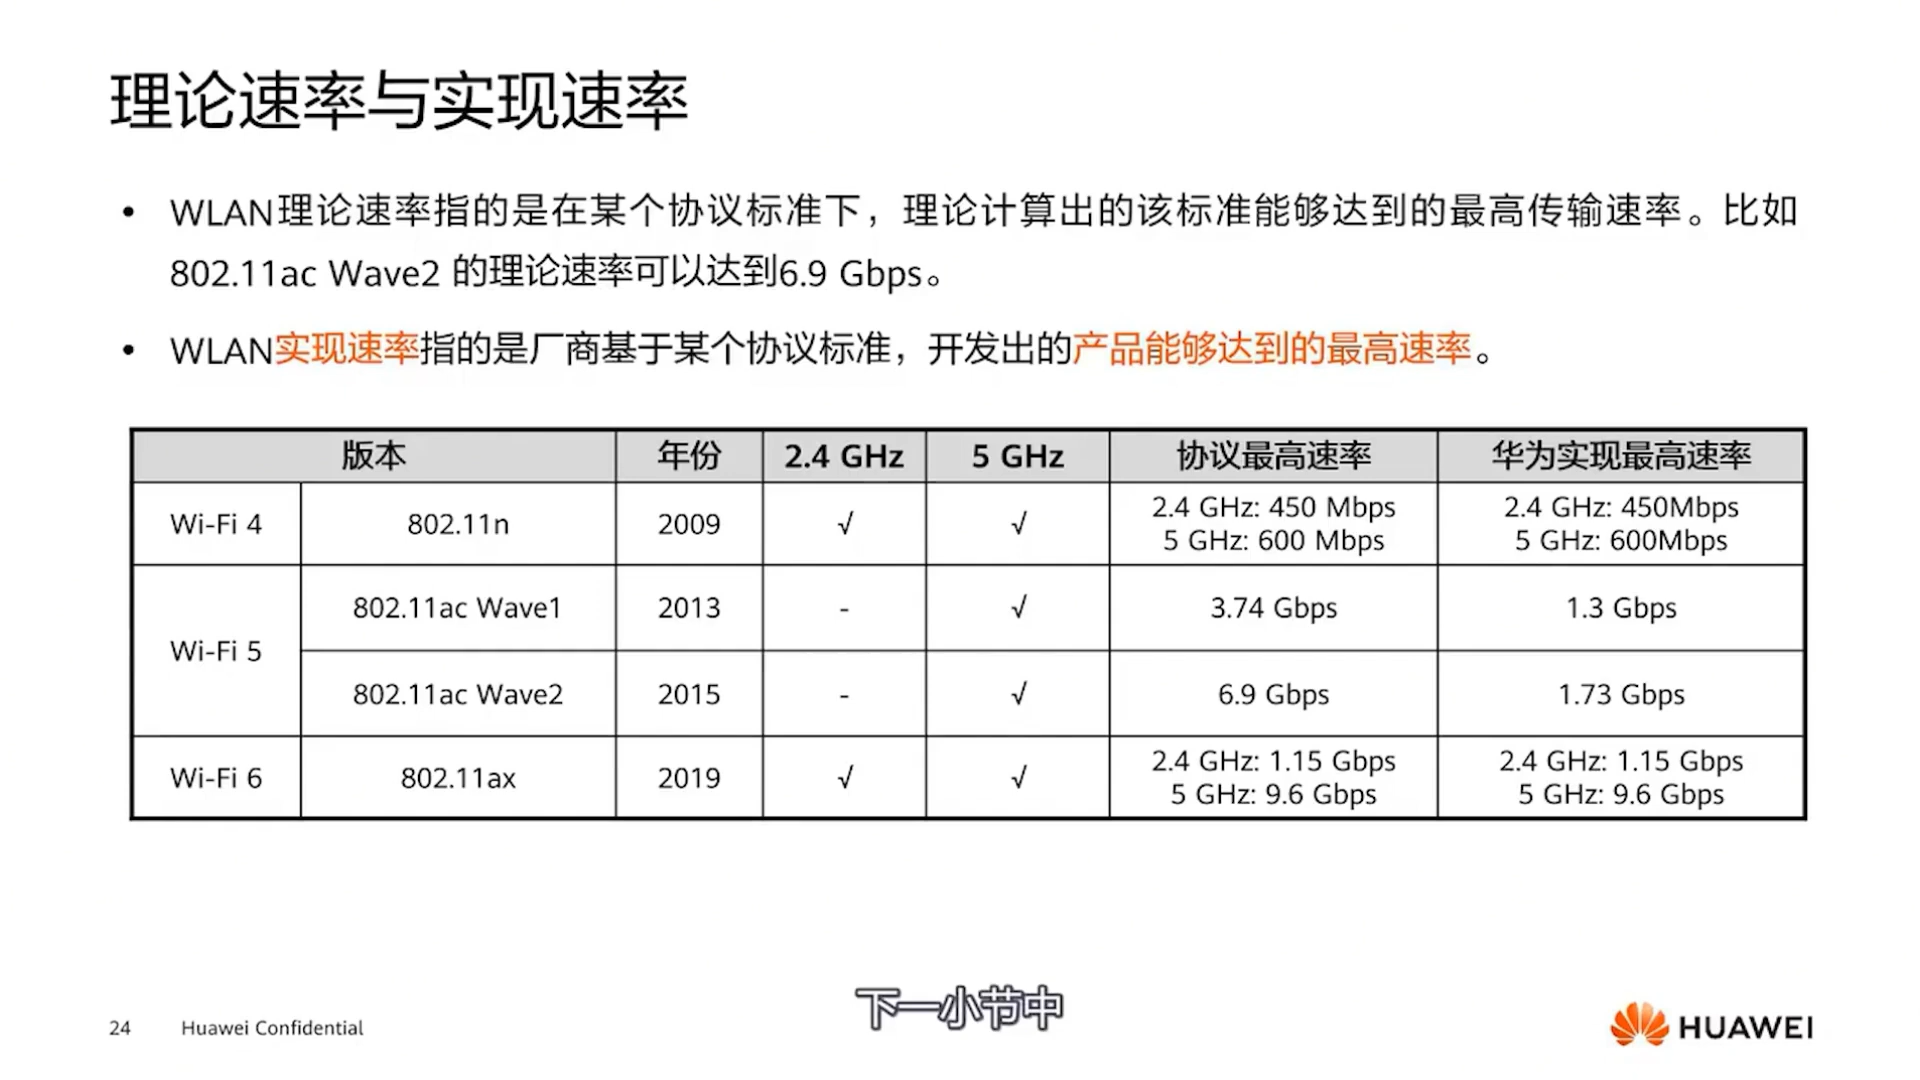 理论速率与实现速率
• WLAN理论速率指的是在某个协议标准下，理论计算出的该标准能够达到的最高传输速率。比如
802.11ac Wave2 的理论速率可以达到6.9 Gbps。
• WLAN实现速率指的是厂商基于某个协议标准，开发出的产品能够达到的最高速率。
版本 年份 2.4 GHz 5 GHz 协议最高速率 华为实现最高速率
Wi-Fi 4 802.11n 2009 √ √ 2.4 GHz: 450 Mbps 2.4 GHz: 450Mbps
5 GHz: 600 Mbps 5 GHz: 600Mbps
Wi-Fi 5
802.11ac Wave1 2013 - √ 3.74 Gbps 1.3 Gbps
802.11ac Wave2 2015 - √ 6.9 Gbps 1.73 Gbps
Wi-Fi 6 802.11ax 2019 √ √ 2.4 GHz: 1.15 Gbps 2.4 GHz: 1.15 Gbps
5 GHz: 9.6 Gbps 5 GHz: 9.6 Gbps
下一小节中
24 Huawei Confidential
HUAWEI